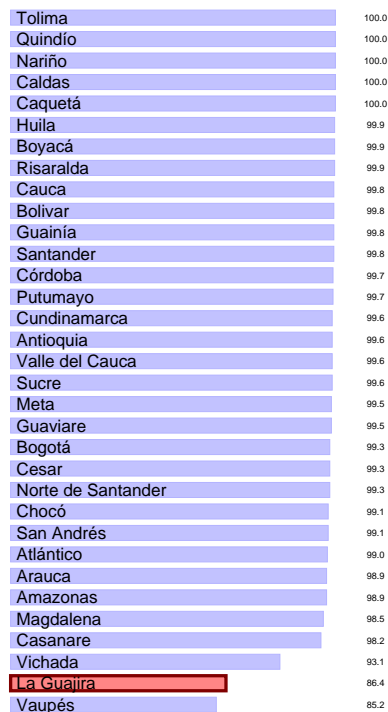 Tolima 100.0
Quindío 100.0
Nariño 100.0
Caldas 100.0
Caquetá 100.0
Huila 99.9
Boyacá 99.9
Risaralda 99.9
Cauca 99.8
Bolivar 99.8
Guainía 99.8
Santander 99.8
Córdoba 99.7
Putumayo 99.7
Cundinamarca 99.6
Antioquia 99.6
Valle del Cauca 99.6
Sucre 99.6
Meta 99.5
Guaviare 99.5
Bogotá 99.3
Cesar 99.3
Norte de Santander 99.3
Chocó 99.1
San Andrés 99.1
Atlántico 99.0
Arauca 98.9
Amazonas 98.9
Magdalena 98.5
Casanare 98.2
Vichada 93.1
La Guajira 86.4
Vaupés 85.2